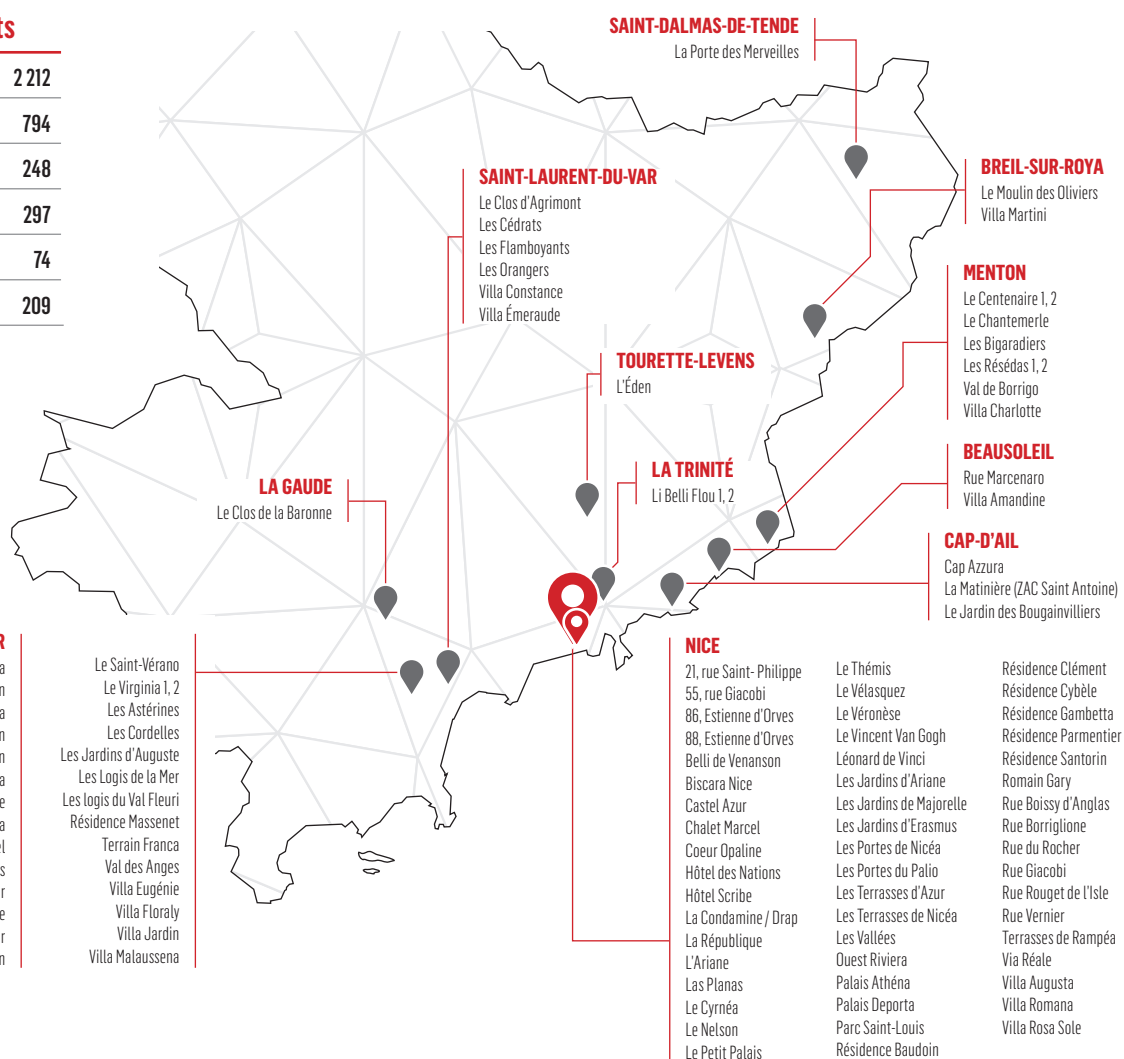 2 212
794
248
297
74
209
SAINT-DALMAS-DE-TENDE
La Porte des Merveilles
SAINT-LAURENT-DU-VAR
Le Clos d'Agrimont
Les Cédrats
Les Flamboyants
Les Orangers
Villa Constance
Villa Émeraude
BREIL-SUR-ROYA
Le Moulin des Oliviers
Villa Martini
MENTON
Le Centenaire 1, 2
Le Chantemerle
Les Bigaradiers
Les Résédas 1, 2
Val de Borrigo
Villa Charlotte
TOURETTE-LEVENS
L'Éden
LA TRINITÉ
Li Belli Flou 1, 2
BEAUSOLEIL
Rue Marcenaro
Villa Amandine
LA GAUDE
Le Clos de la Baronne
CAP-D'AIL
Cap Azzura
La Matinière (ZAC Saint Antoine)
Le Jardin des Bougainvilliers
Le Saint-Vérano
Le Virginia 1, 2
Les Astérines
Les Cordelles
Les Jardins d'Auguste
Les Logis de la Mer
Les logis du Val Fleuri
Résidence Massenet
Terrain Franca
Val des Anges
Villa Eugénie
Villa Floraly
Villa Jardin
Villa Malaussena
NICE
21, rue Saint- Philippe
55, rue Giacobi
86, Estienne d'Orves
88, Estienne d'Orves
Belli de Venanson
Biscara Nice
Castel Azur
Chalet Marcel
Coeur Opaline
Hôtel des Nations
Hôtel Scribe
La Condamine / Drap
La République
L'Ariane
Las Planas
Le Cyrnéa
Le Nelson
Le Petit Palais
Le Thémis
Le Vélasquez
Le Véronèse
Le Vincent Van Gogh
Léonard de Vinci
Les Jardins d'Ariane
Les Jardins de Majorelle
Les Jardins d'Erasmus
Les Portes de Nicéa
Les Portes du Palio
Les Terrasses d'Azur
Les Terrasses de Nicéa
Les Vallées
Ouest Riviera
Palais Athéna
Palais Deporta
Parc Saint-Louis
Résidence Baudoin
Résidence Clément
Résidence Cybèle
Résidence Gambetta
Résidence Parmentier
Résidence Santorin
Romain Gary
Rue Boissy d'Anglas
Rue Borriglione
Rue du Rocher
Rue Giacobi
Rue Rouget de l'Isle
Rue Vernier
Terrasses de Rampéa
Via Réale
Villa Augusta
Villa Romana
Villa Rosa Sole